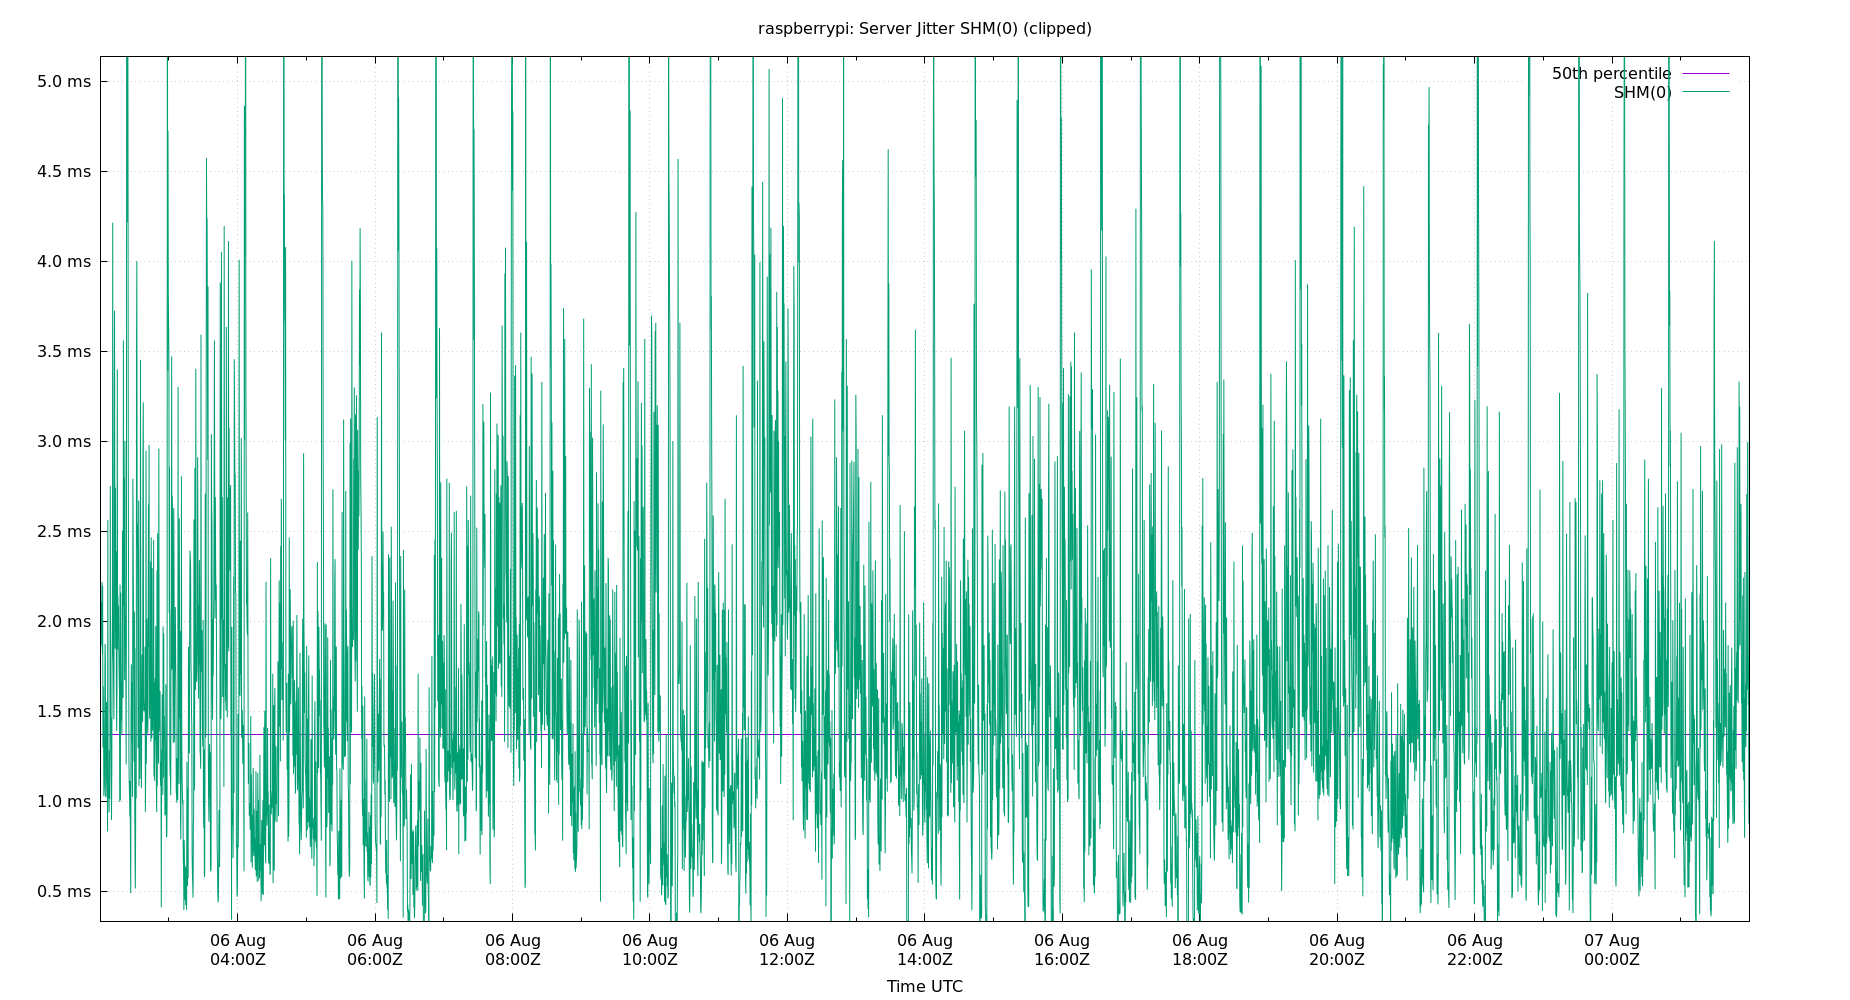 raspberrypi: Server Jitter SHM(0) (clipped)
5.0 ms
4.5 ms
4.0 ms
3.5 ms
3.0 ms
2.5 ms
2.0 ms
1.5 ms
1.0 ms
0.5 ms
50th percentile
SHM(0)
06 Aug 06 Aug 06 Aug 06 Aug 06 Aug 06 Aug 06 Aug 06 Aug 06 Aug 06 Aug 07 Aug
04:00Z 06:00Z 08:00Z 10:00Z 12:00Z 14:00Z 16:00Z 18:00Z 20:00Z 22:00Z 00:00Z
Time UTC